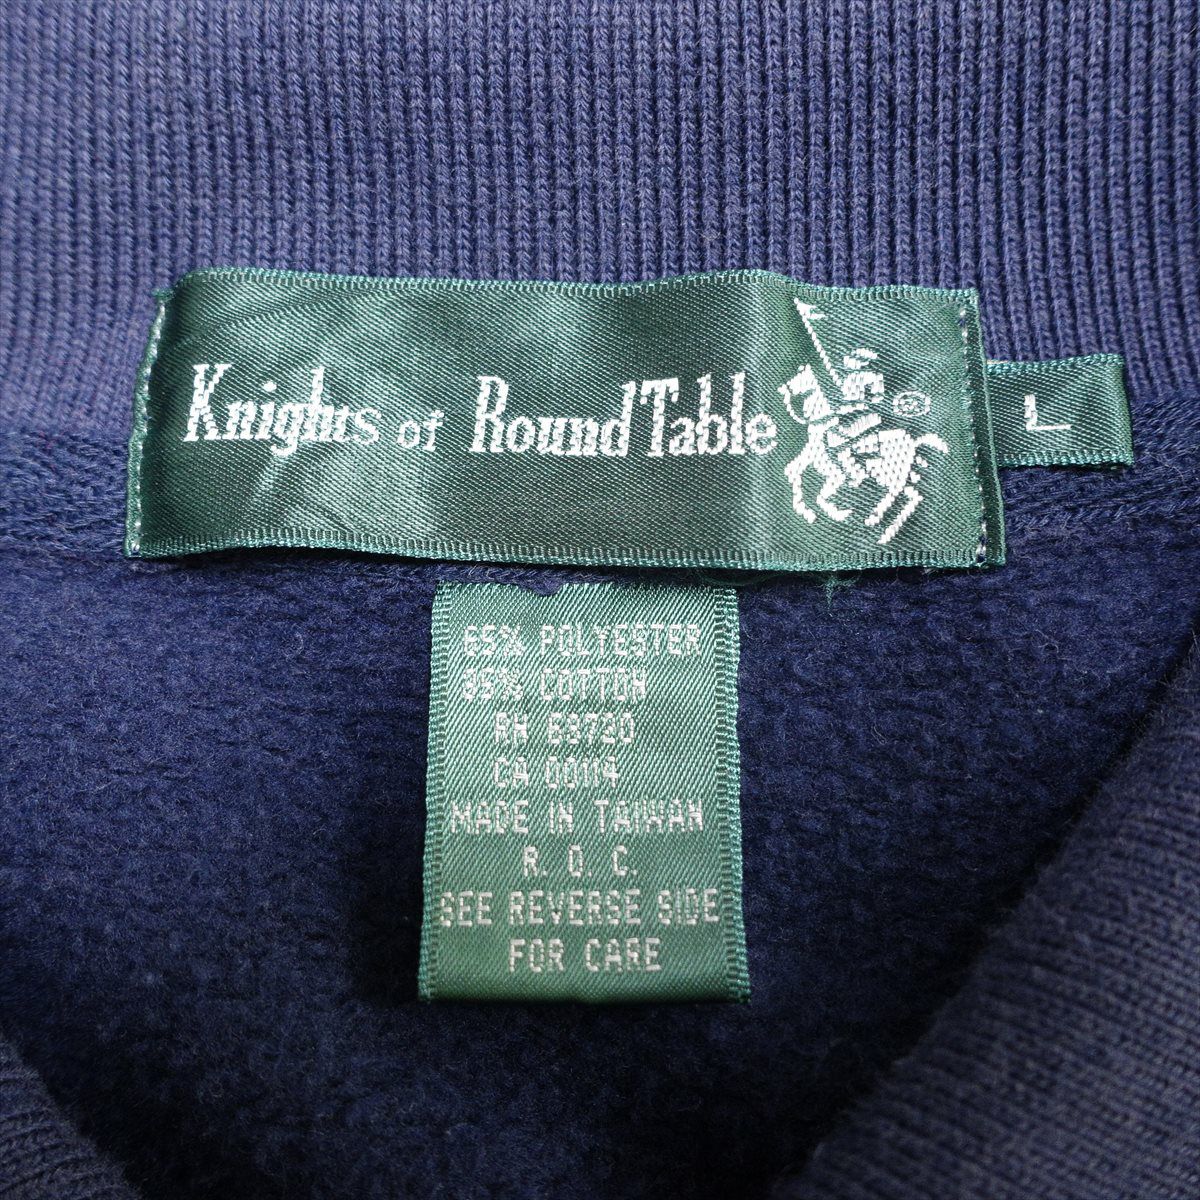 Knights of Round Table ®
L
65% POLYESTER
35% COTTON
RN 53720
CA 00114
MADE IN TAIWAN
R. O. C.
SEE REVERSE SIDE
FOR CARE